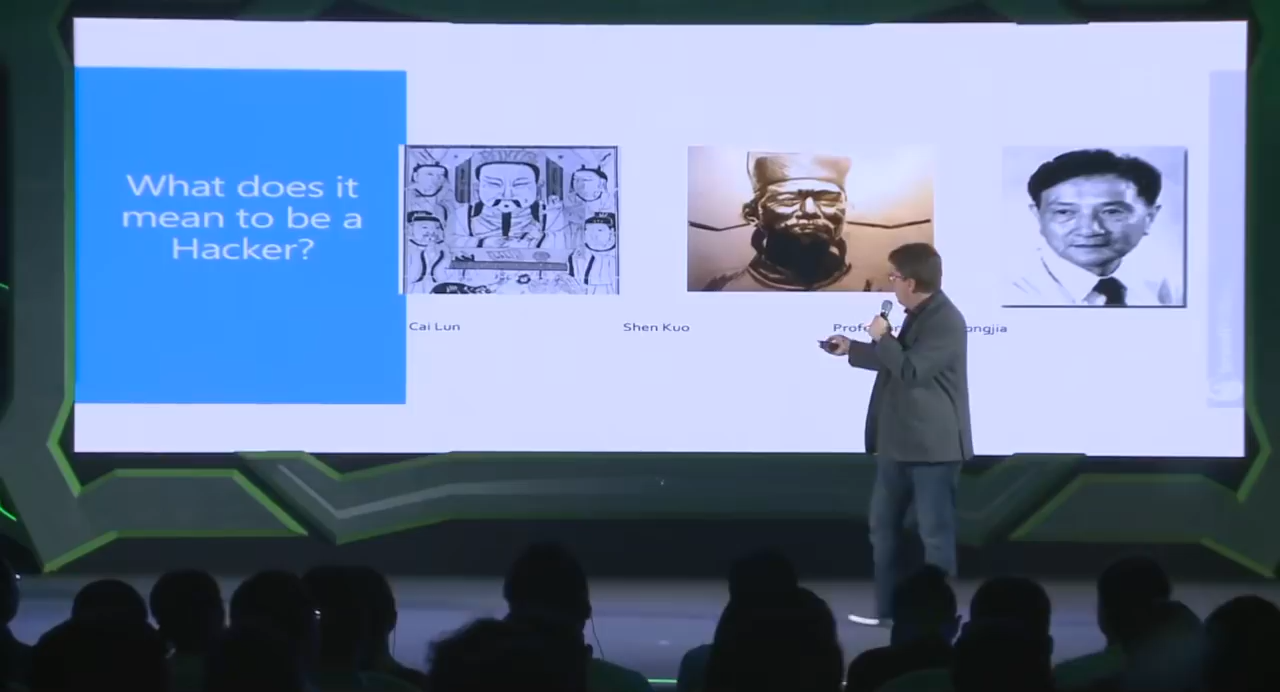 What does it
mean to be a
Hacker?
Cai Lun
Shen Kuo